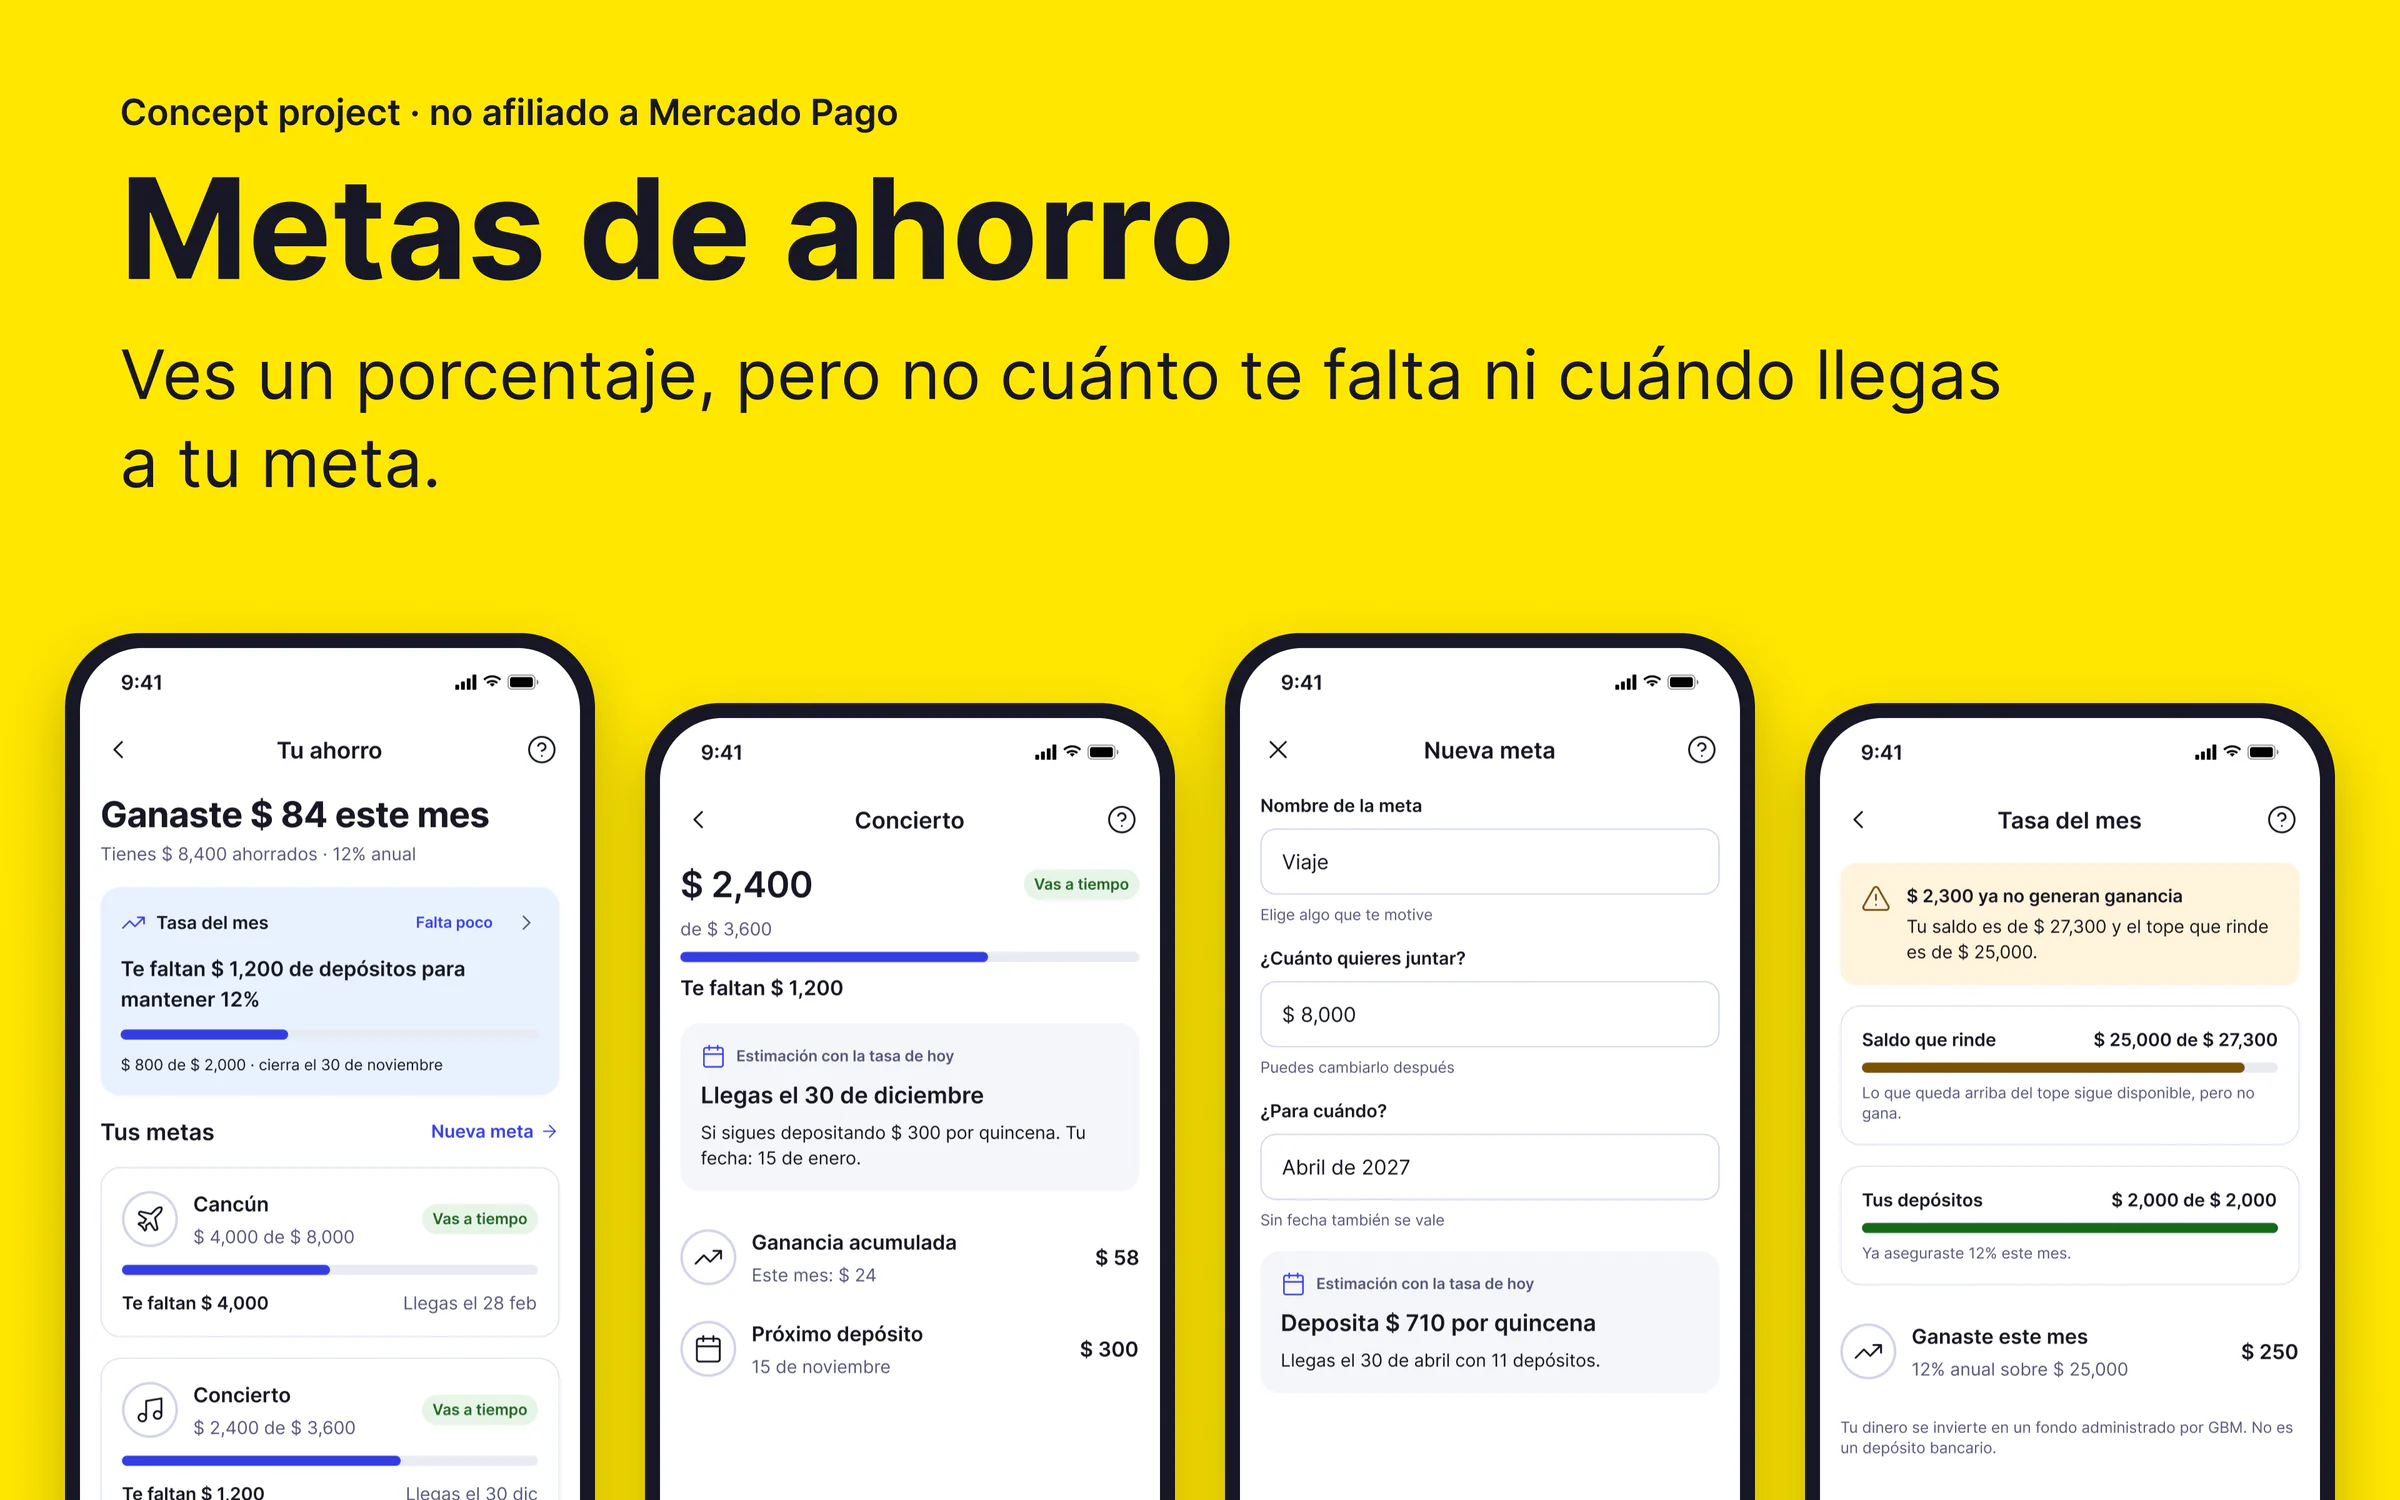 Concept project · no afiliado a Mercado Pago
Metas de ahorro
Ves un porcentaje, pero no cuánto te falta ni cuándo llegas
a tu meta.
9:41
Tu ahorro
Ganaste $ 84 este mes
Tienes $ 8,400 ahorrados · 12% anual
Tasa del mes
Falta poco
Te faltan $ 1,200 de depósitos para
mantener 12%
$ 800 de $ 2,000 · cierra el 30 de noviembre
Tus metas
Nueva meta
Cancún
$ 4,000 de $ 8,000
Vas a tiempo
Te faltan $ 4,000
Llegas el 28 feb
Concierto
$ 2,400 de $ 3,600
Vas a tiempo
Te faltan $ 1,200
Llegas el 30 dic
9:41
Concierto
$ 2,400
Vas a tiempo
de $ 3,600
Te faltan $ 1,200
Estimación con la tasa de hoy
Llegas el 30 de diciembre
Si sigues depositando $ 300 por quincena. Tu
fecha: 15 de enero.
Ganancia acumulada
Este mes: $ 24
$ 58
Próximo depósito
15 de noviembre
$ 300
9:41
Nueva meta
Nombre de la meta
Viaje
Elige algo que te motive
¿Cuánto quieres juntar?
$ 8,000
Puedes cambiarlo después
¿Para cuándo?
Abril de 2027
Sin fecha también se vale
Estimación con la tasa de hoy
Deposita $ 710 por quincena
Llegas el 30 de abril con 11 depósitos.
9:41
Tasa del mes
$ 2,300 ya no generan ganancia
Tu saldo es de $ 27,300 y el tope que rinde
es de $ 25,000.
Saldo que rinde
$ 25,000 de $ 27,300
Lo que queda arriba del tope sigue disponible, pero no
gana.
Tus depósitos
$ 2,000 de $ 2,000
Ya aseguraste 12% este mes.
Ganaste este mes
12% anual sobre $ 25,000
$ 250
Tu dinero se invierte en un fondo administrado por GBM. No es
un depósito bancario.